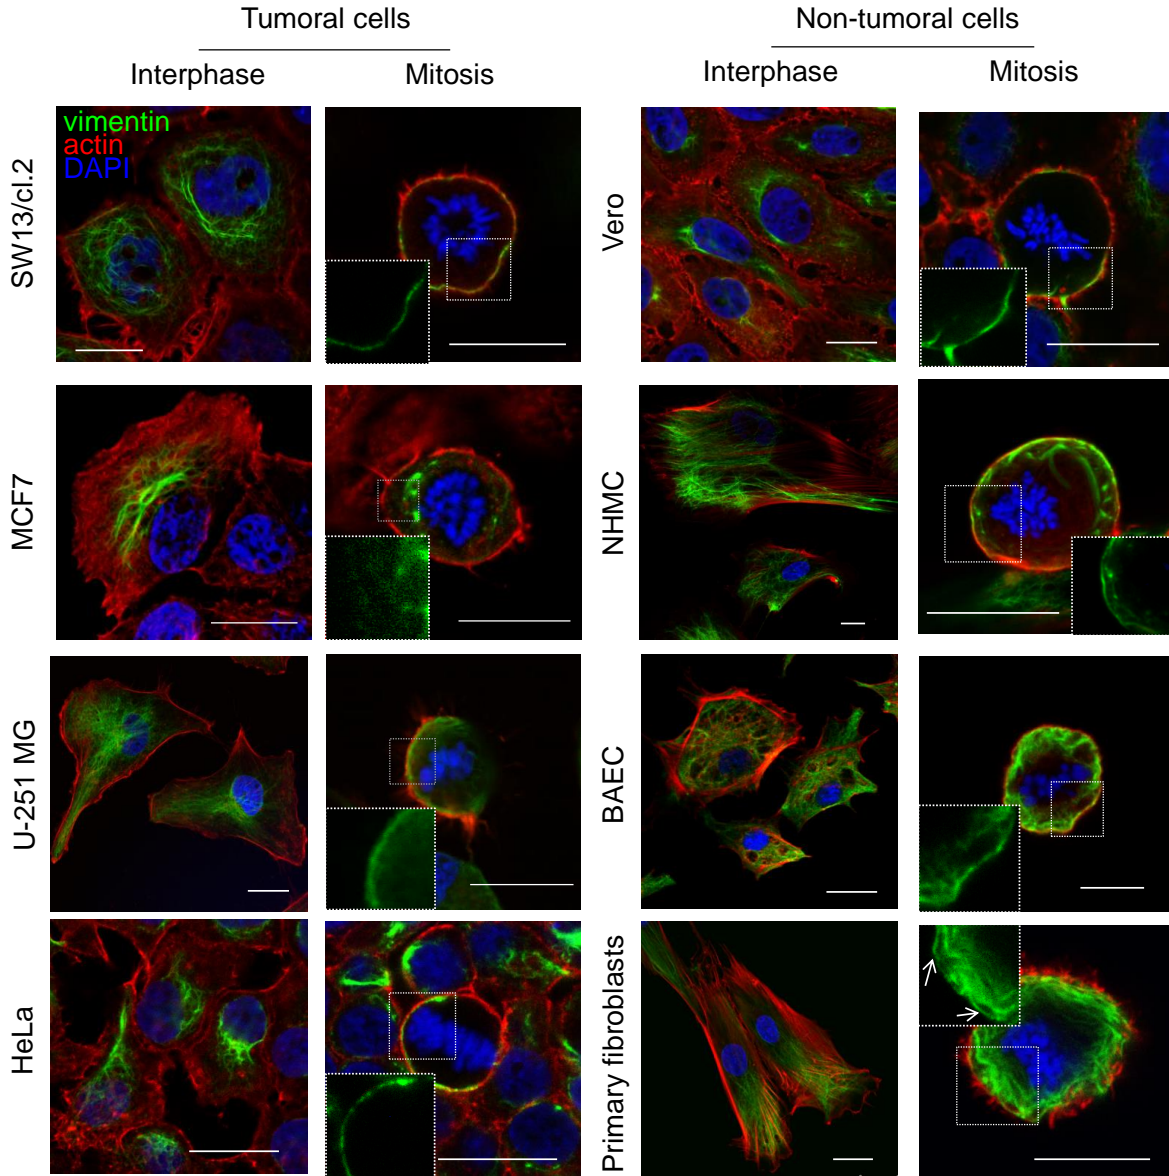 Tumoral cells
Non-tumoral cells
Interphase
Mitosis
Interphase
Mitosis
vimentin
actin
DAPI
SW13/cl.2
Vero
MCF7
NHMC
U-251 MG
BAEC
HeLa
Primary fibroblasts